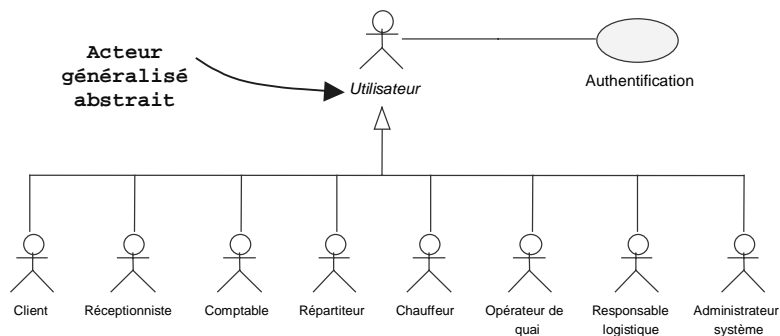 Acteur
généralisé
abstrait
Utilisateur
Authentification
Client
Réceptionniste
Comptable
Répartiteur
Chauffeur
Opérateur de
quai
Responsable
logistique
Administrateur
système